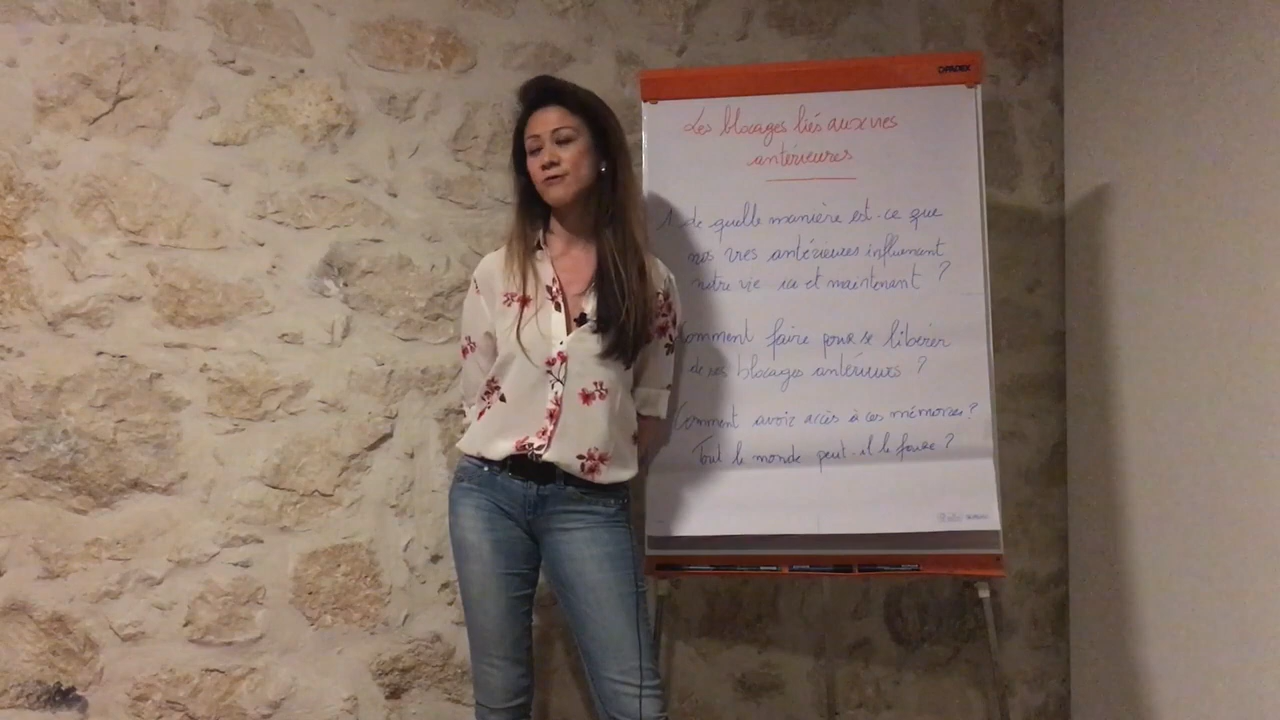 OPADEX
Les blocages liés aux vies
antérieures
1. de quelle manière est-ce que
nos vies antérieures influencent
notre vie ici et maintenant ?
Comment faire pour se libérer
de ses blocages antérieurs ?
Comment avoir accès à ces mémoires ?
Tout le monde peut-il le faire ?